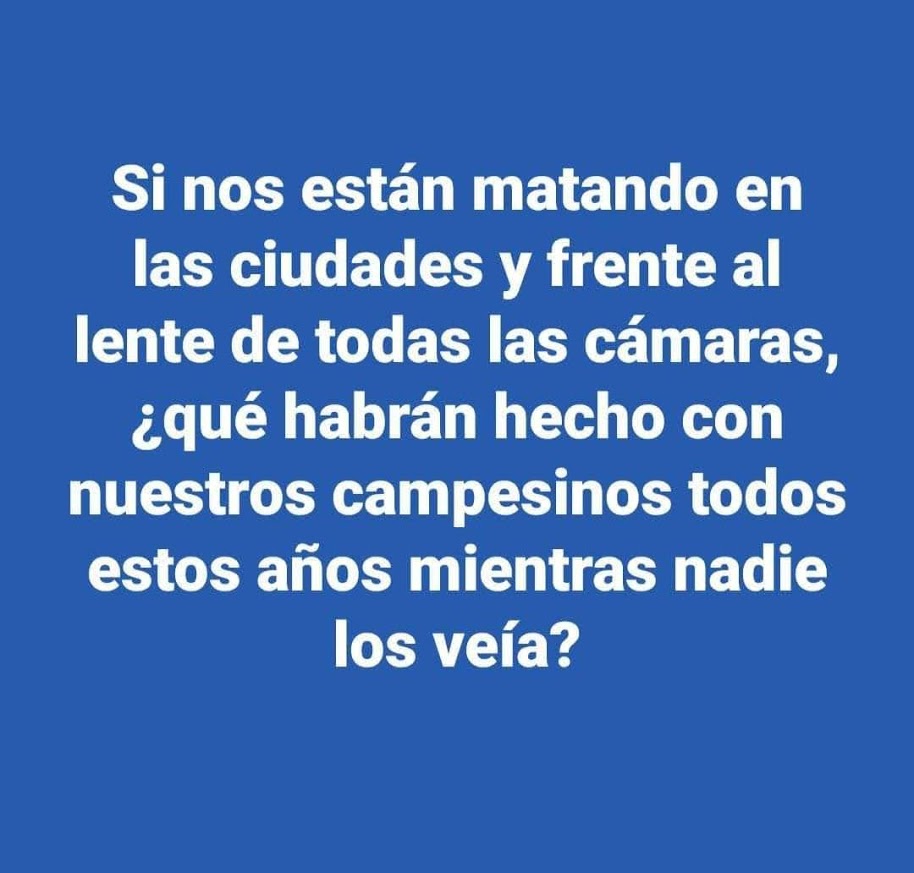 Si nos están matando en
las ciudades y frente al
lente de todas las cámaras,
¿qué habrán hecho con
nuestros campesinos todos
estos años mientras nadie
los veía?